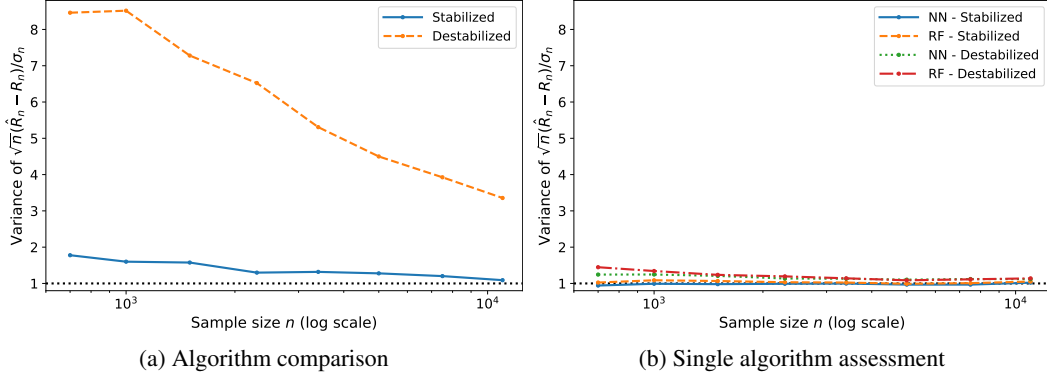 Variance of √n(R̂ₙ − Rₙ)/σₙ
8
7
6
5
4
3
2
1
10³
10⁴
Sample size n (log scale)
Stabilized
Destabilized
(a) Algorithm comparison
Variance of √n(R̂ₙ − Rₙ)/σₙ
8
7
6
5
4
3
2
1
10³
10⁴
Sample size n (log scale)
NN - Stabilized
RF - Stabilized
NN - Destabilized
RF - Destabilized
(b) Single algorithm assessment